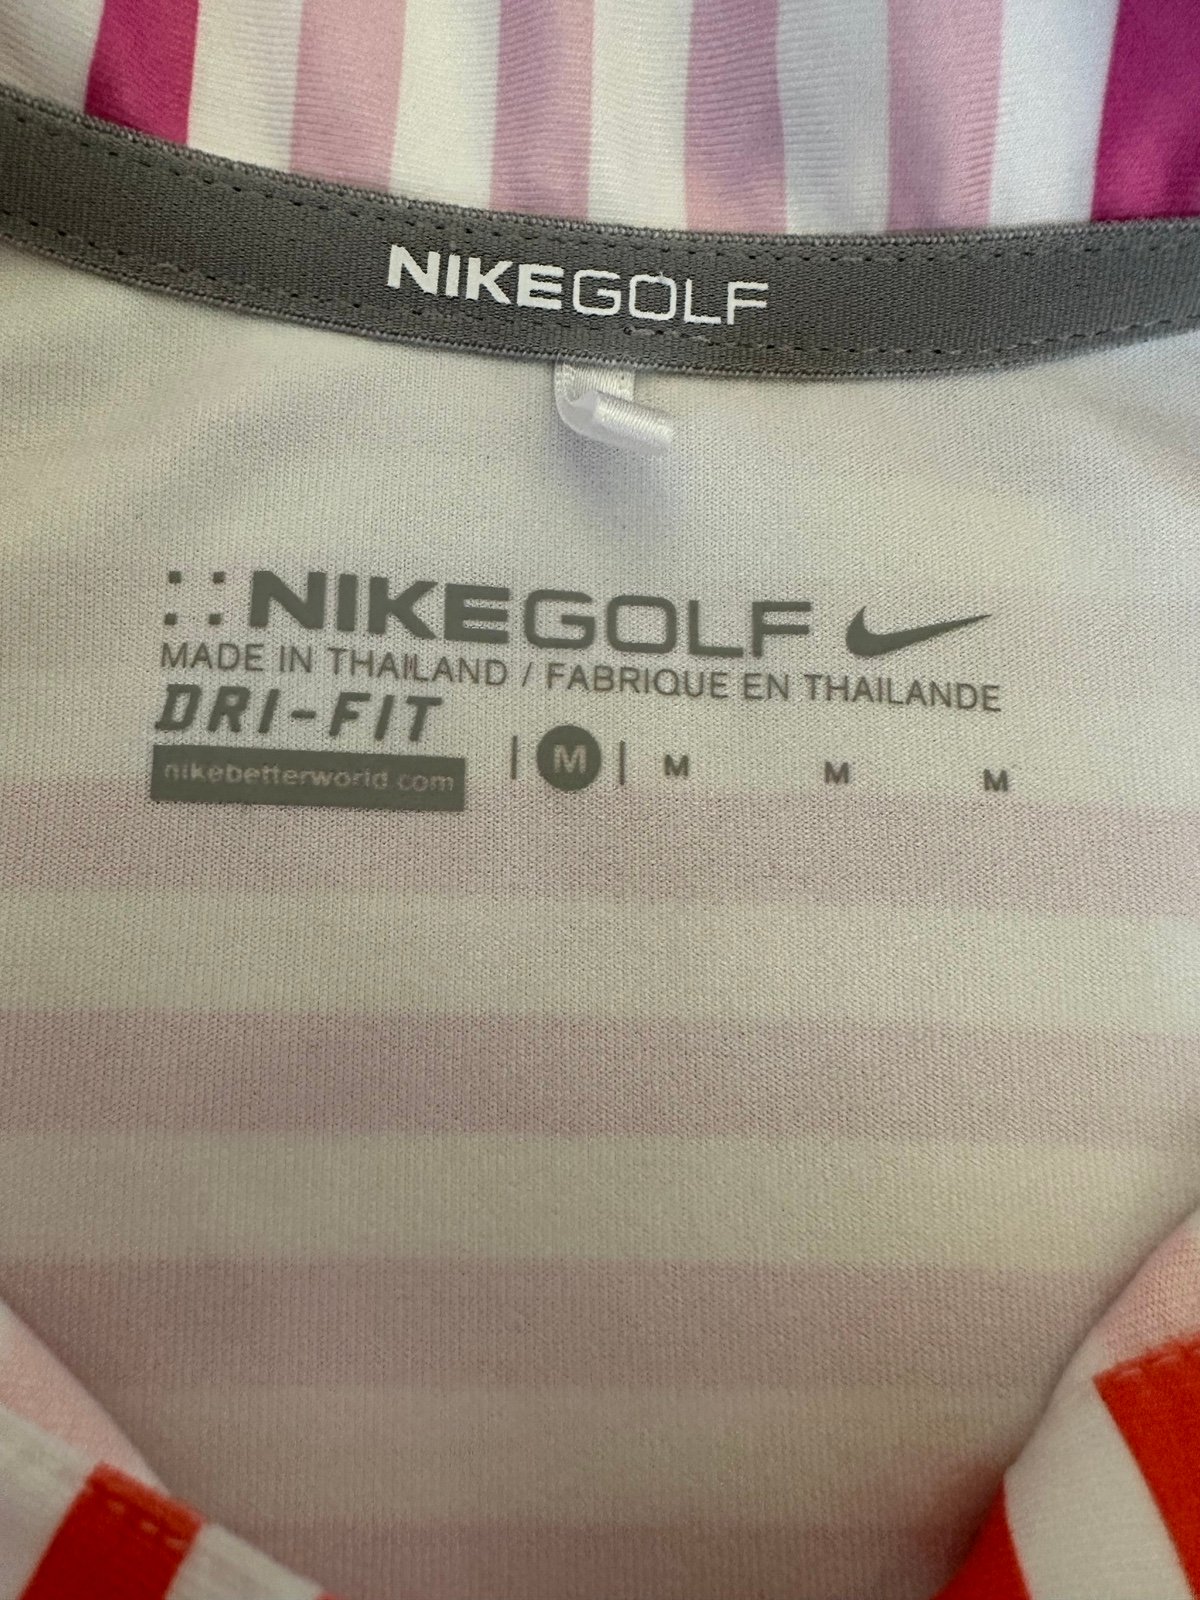 NIKEGOLF
NIKEGOLF
MADE IN THAILAND / FABRIQUE EN THAILANDE
DRI-FIT
nikebetterworld.com
| M | M M M